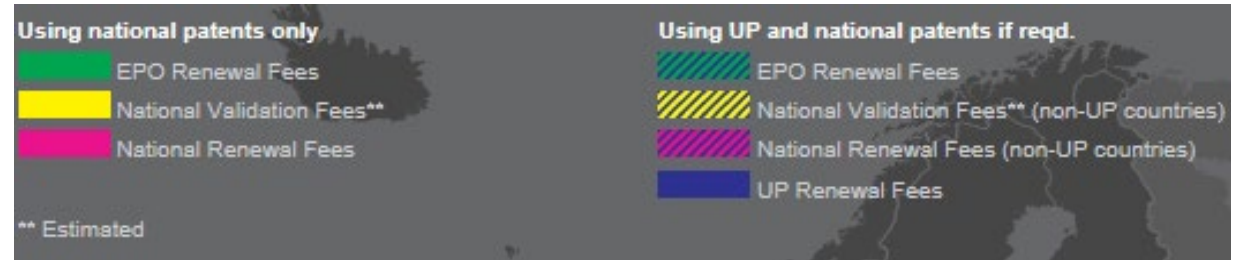 Using national patents only
EPO Renewal Fees
National Validation Fees**
National Renewal Fees
** Estimated
Using UP and national patents if reqd.
EPO Renewal Fees
National Validation Fees** (non-UP countries)
National Renewal Fees (non-UP countries)
UP Renewal Fees